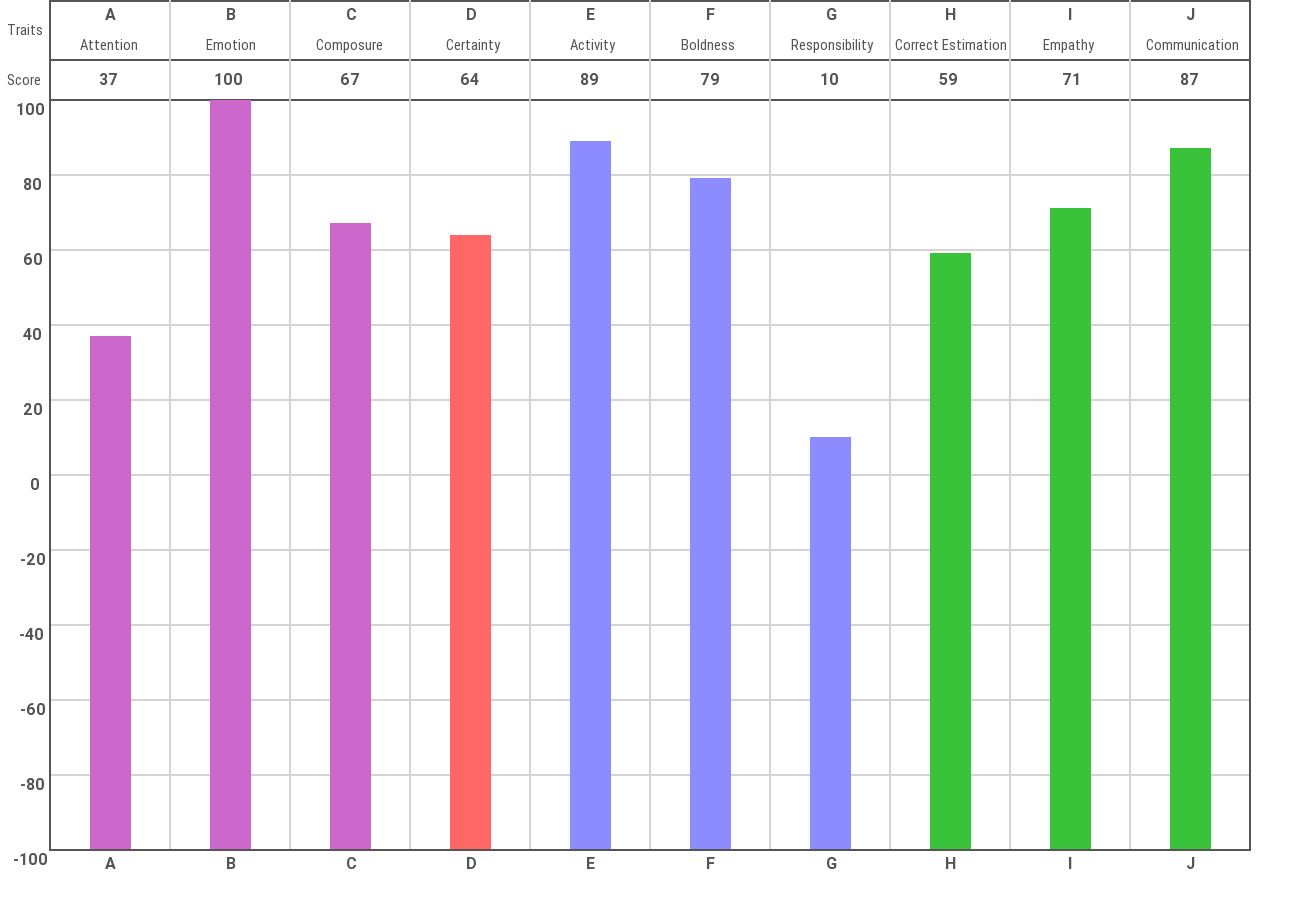 A B C D E F G H I J
Traits
Attention Emotion Composure Certainty Activity Boldness Responsibility Correct Estimation Empathy Communication
Score 37 100 67 64 89 79 10 59 71 87
100
80
60
40
20
0
-20
-40
-60
-80
-100
A B C D E F G H I J